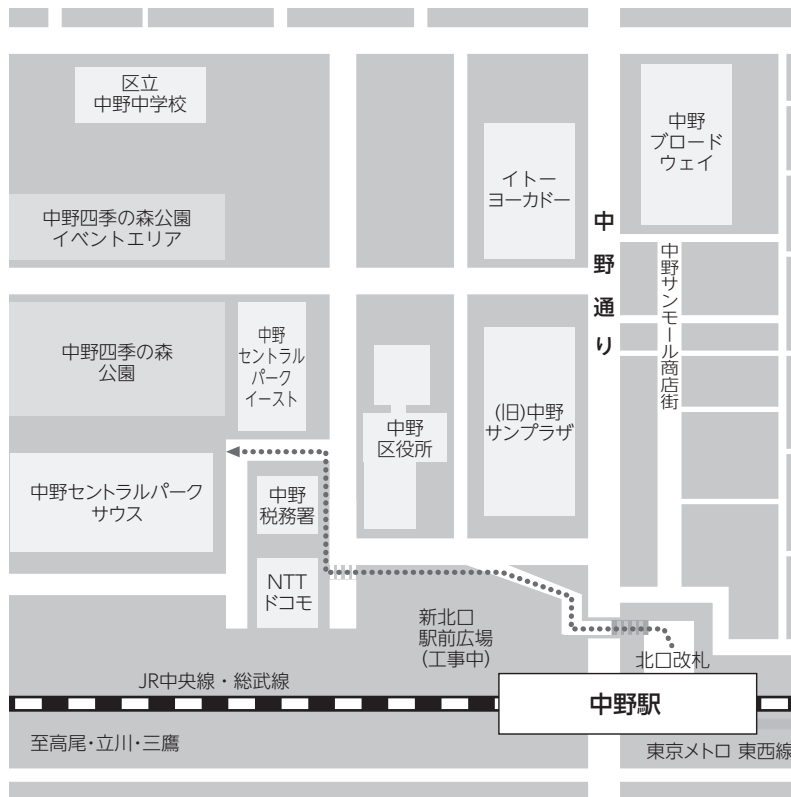 区立
中野中学校
中野
ブロード
ウェイ
イトー
ヨーカドー
中野四季の森公園
イベントエリア
中野通り
中野サンモール商店街
中野四季の森
公園
中野
セントラル
パーク
イースト
(旧)中野
サンプラザ
中野
区役所
中野セントラルパーク
サウス
中野
税務署
NTT
ドコモ
新北口
駅前広場
(工事中)
北口改札
JR中央線・総武線
中野駅
至高尾・立川・三鷹
東京メトロ 東西線